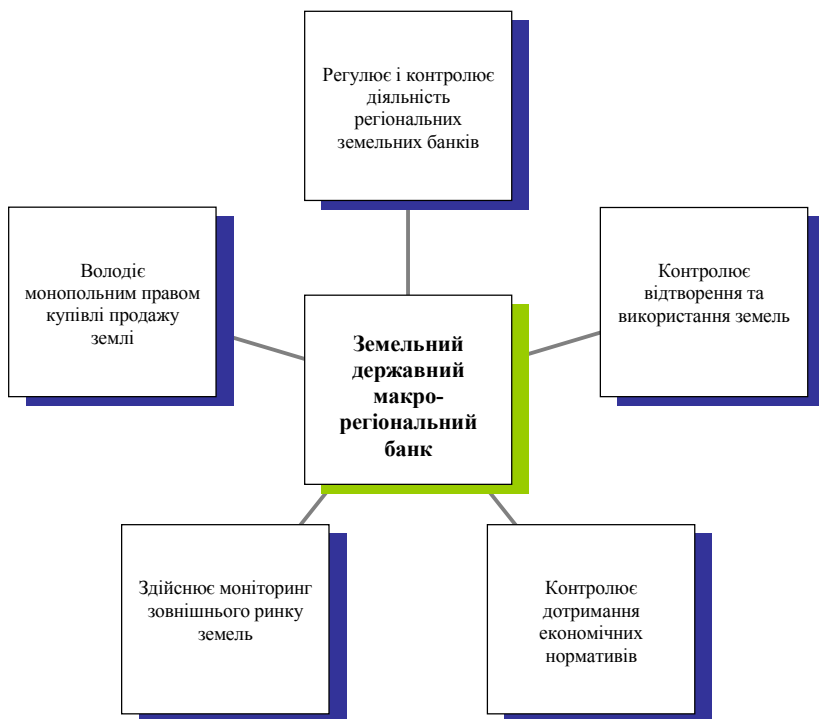 Регулює і контролює
діяльність
регіональних
земельних банків
Володіє
монопольним правом
купівлі продажу
землі
Контролює
відтворення та
використання земель
Земельний
державний
макро-
регіональний
банк
Здійснює моніторинг
зовнішнього ринку
земель
Контролює
дотримання
економічних
нормативів